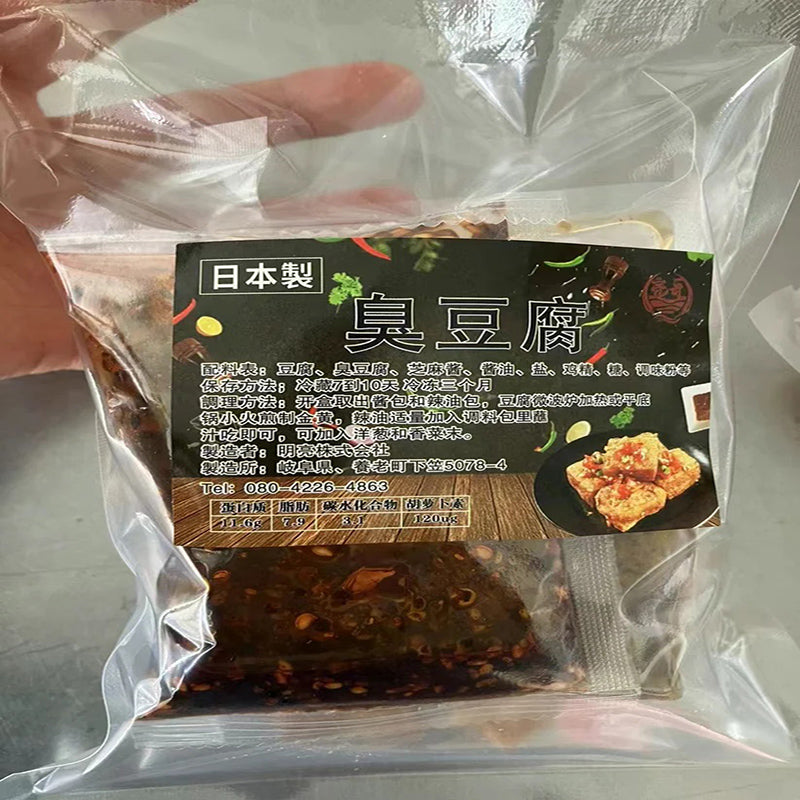 日本製
臭豆腐
配料表：豆腐、臭豆腐、芝麻酱、酱油、盐、鸡精、糖、调味粉等
保存方法：冷藏7到10天 冷冻三个月
調理方法：开盒取出酱包和辣油包，豆腐微波炉加热或平底
锅小火煎制金黄，辣油适量加入调料包里蘸
汁吃即可，可加入洋葱和香菜末。
製造者：明亮株式会社
製造所：岐阜県、養老町下笠5078-4
Tel: 080-4226-4863
蛋白质 脂肪 碳水化合物 胡萝卜素
11.6g 7.9 3.1 120ug